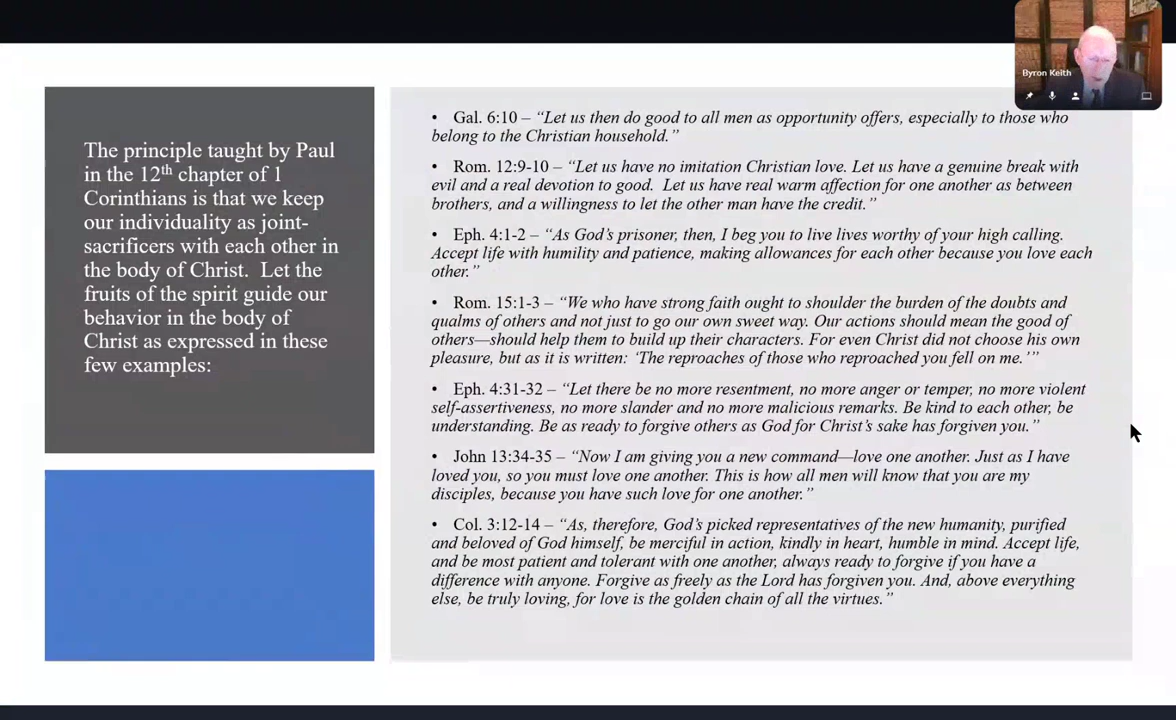 Byron Keith
The principle taught by Paul
in the 12th chapter of 1
Corinthians is that we keep
our individuality as joint-
sacrificers with each other in
the body of Christ.  Let the
fruits of the spirit guide our
behavior in the body of
Christ as expressed in these
few examples:
• Gal. 6:10 – “Let us then do good to all men as opportunity offers, especially to those who
belong to the Christian household.”
• Rom. 12:9-10 – “Let us have no imitation Christian love. Let us have a genuine break with
evil and a real devotion to good.  Let us have real warm affection for one another as between
brothers, and a willingness to let the other man have the credit.”
• Eph. 4:1-2 – “As God’s prisoner, then, I beg you to live lives worthy of your high calling.
Accept life with humility and patience, making allowances for each other because you love each
other.”
• Rom. 15:1-3 – “We who have strong faith ought to shoulder the burden of the doubts and
qualms of others and not just to go our own sweet way. Our actions should mean the good of
others—should help them to build up their characters. For even Christ did not choose his own
pleasure, but as it is written: ‘The reproaches of those who reproached you fell on me.’”
• Eph. 4:31-32 – “Let there be no more resentment, no more anger or temper, no more violent
self-assertiveness, no more slander and no more malicious remarks. Be kind to each other, be
understanding. Be as ready to forgive others as God for Christ’s sake has forgiven you.”
• John 13:34-35 – “Now I am giving you a new command—love one another. Just as I have
loved you, so you must love one another. This is how all men will know that you are my
disciples, because you have such love for one another.”
• Col. 3:12-14 – “As, therefore, God’s picked representatives of the new humanity, purified
and beloved of God himself, be merciful in action, kindly in heart, humble in mind. Accept life,
and be most patient and tolerant with one another, always ready to forgive if you have a
difference with anyone. Forgive as freely as the Lord has forgiven you. And, above everything
else, be truly loving, for love is the golden chain of all the virtues.”